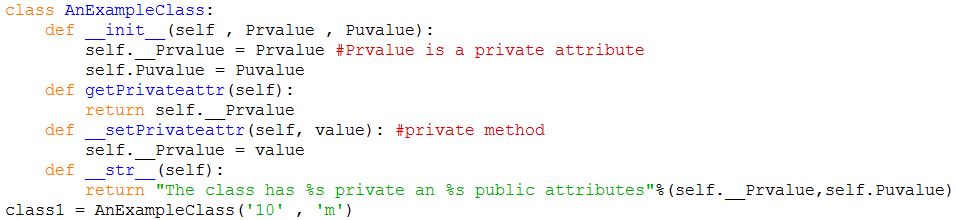 class AnExampleClass:
    def __init__(self , Prvalue , Puvalue):
        self.__Prvalue = Prvalue #Prvalue is a private attribute
        self.Puvalue = Puvalue
    def getPrivateattr(self):
        return self.__Prvalue
    def __setPrivateattr(self, value): #private method
        self.__Prvalue = value
    def __str__(self):
        return "The class has %s private an %s public attributes"%(self.__Prvalue,self.Puvalue)
class1 = AnExampleClass('10' , 'm')